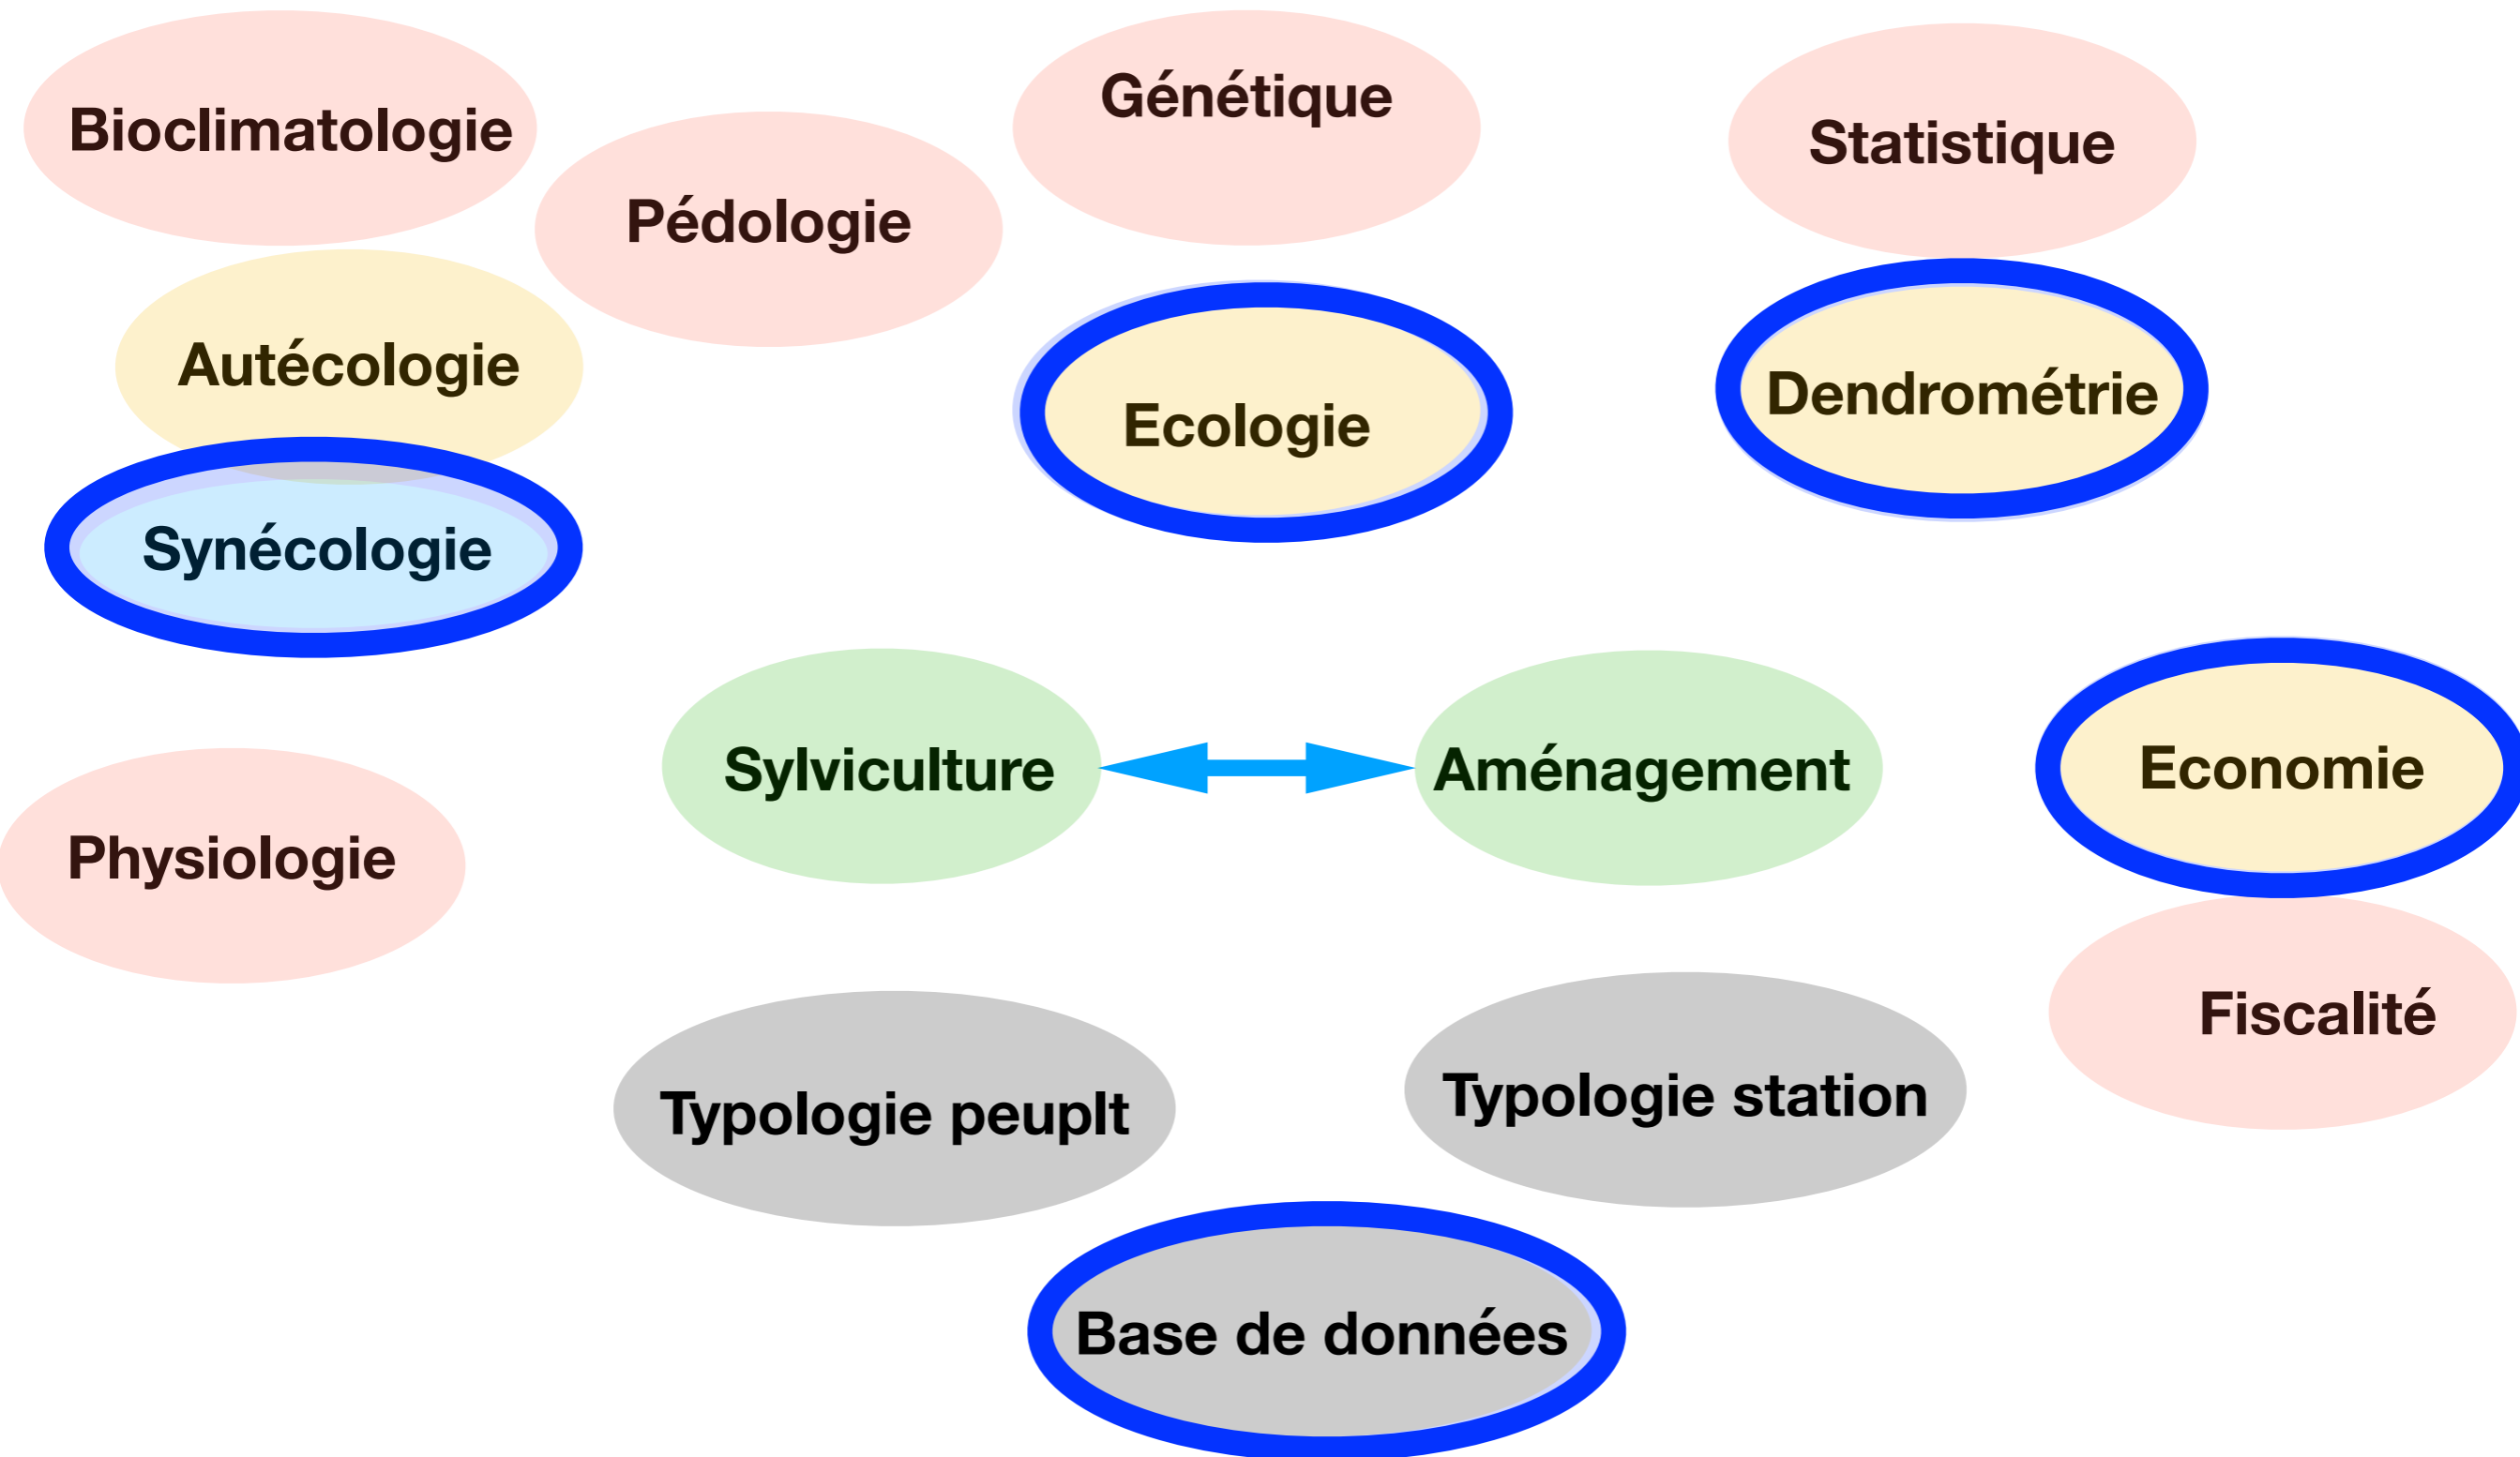 Bioclimatologie
Génétique
Statistique
Pédologie
Autécologie
Ecologie
Dendrométrie
Synécologie
Sylviculture
Aménagement
Economie
Physiologie
Fiscalité
Typologie peuplt
Typologie station
Base de données